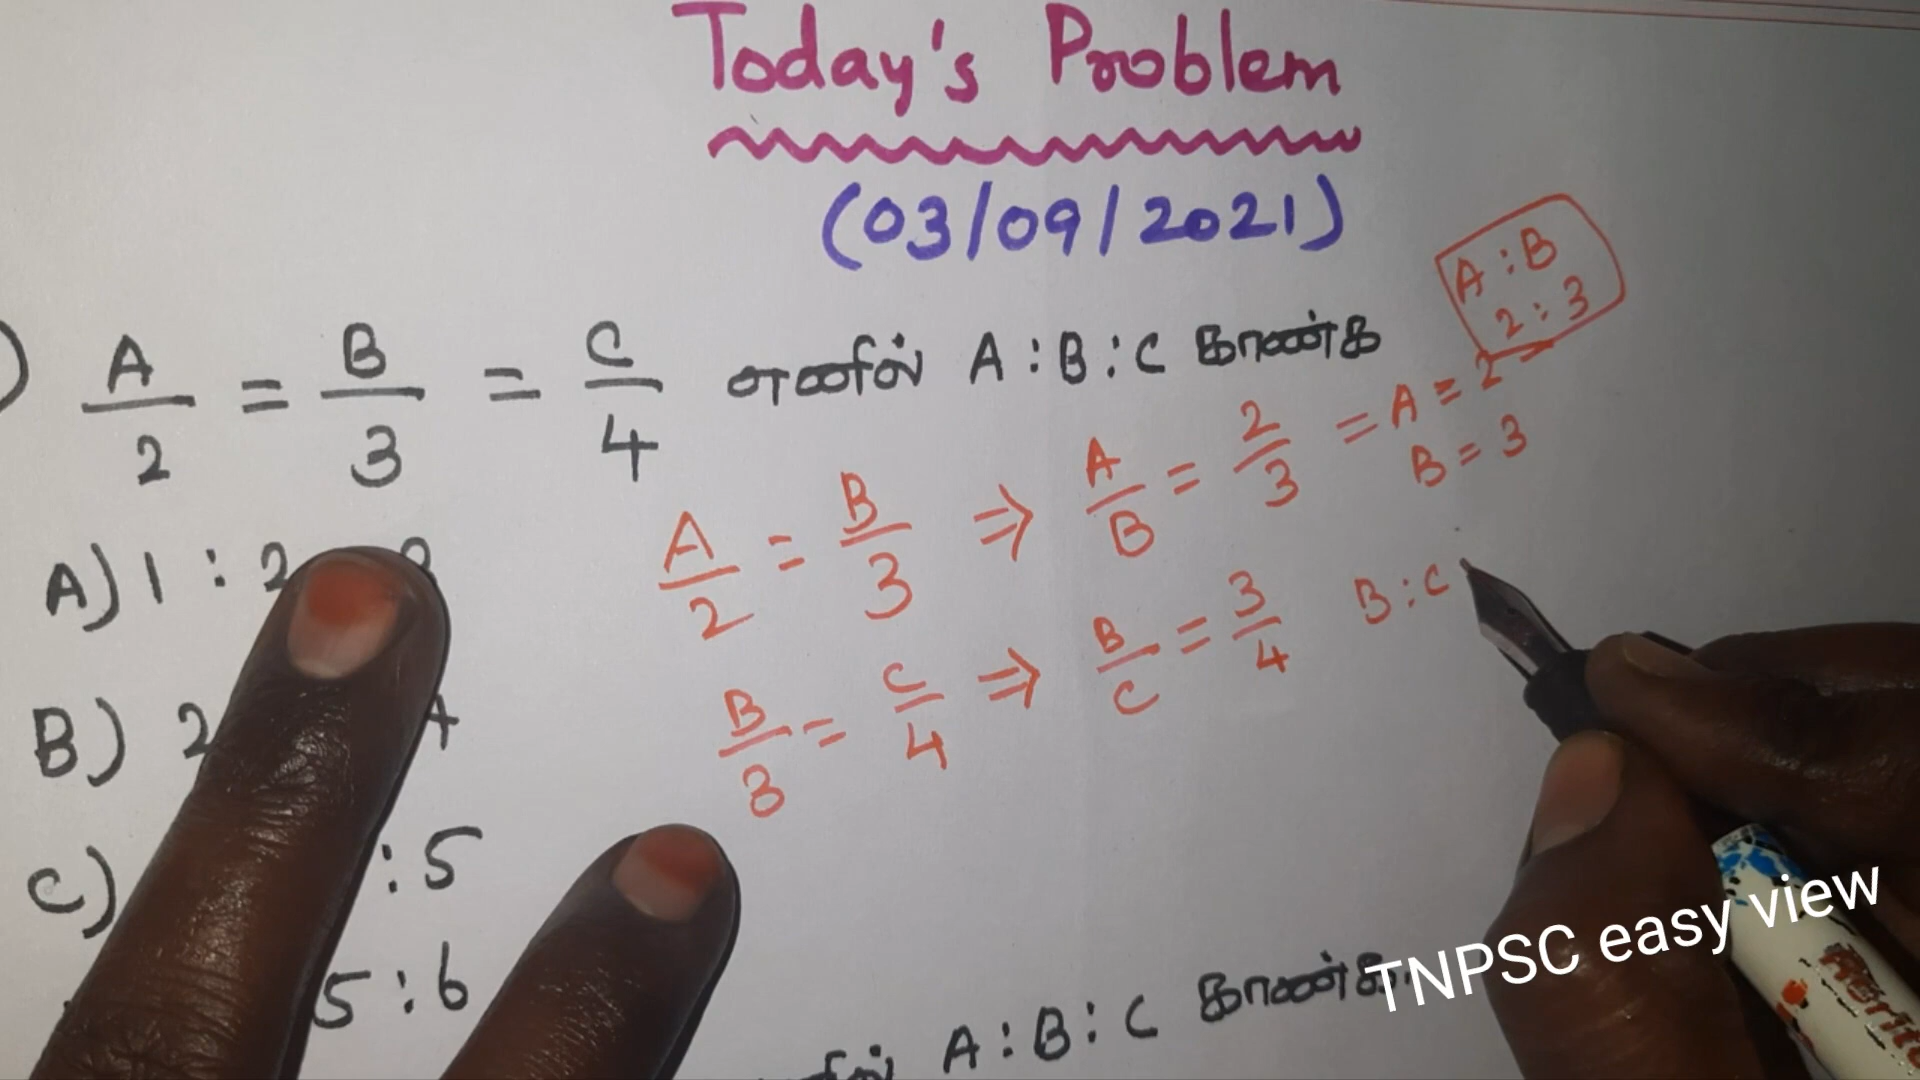 Today's Problem
(03/09/2021)
A : B
2 : 3
A/2 = B/3 = C/4 எனில் A : B : C காண்க
A/2 = B/3 ⇒ A/B = 2/3 = A = 2
B = 3
B/3 = C/4 ⇒ B/C = 3/4 B : C
A) 1 : 2
B) 2 4
C) : 5
5 : 6
A : B : C காண்க.
TNPSC easy view